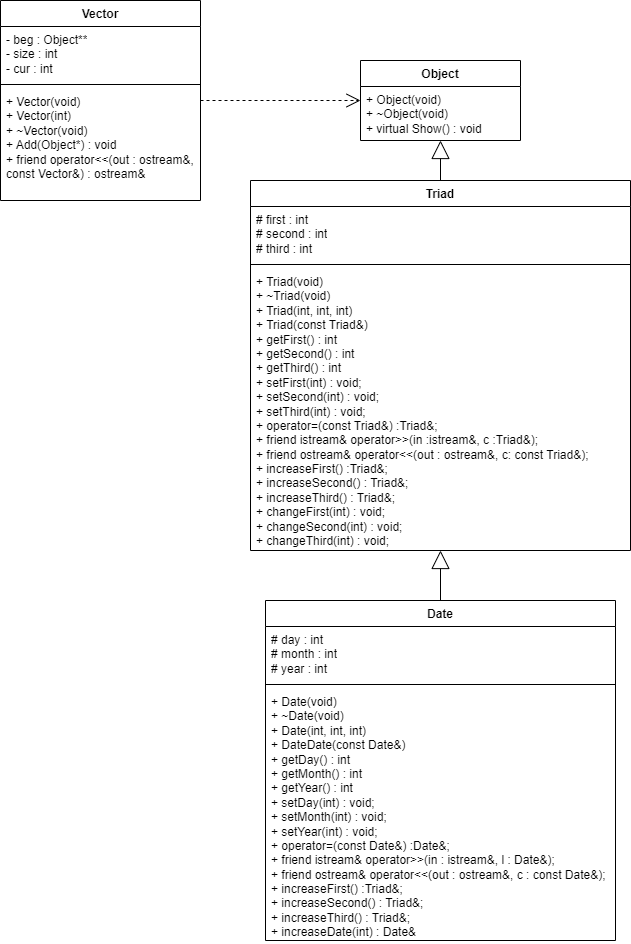 Vector
- beg : Object**
- size : int
- cur : int
+ Vector(void)
+ Vector(int)
+ ~Vector(void)
+ Add(Object*) : void
+ friend operator<<(out : ostream&,
const Vector&) : ostream&
Object
+ Object(void)
+ ~Object(void)
+ virtual Show() : void
Triad
# first : int
# second : int
# third : int
+ Triad(void)
+ ~Triad(void)
+ Triad(int, int, int)
+ Triad(const Triad&)
+ getFirst() : int
+ getSecond() : int
+ getThird() : int
+ setFirst(int) : void;
+ setSecond(int) : void;
+ setThird(int) : void;
+ operator=(const Triad&) :Triad&;
+ friend istream& operator>>(in :istream&, c :Triad&);
+ friend ostream& operator<<(out : ostream&, c: const Triad&);
+ increaseFirst() :Triad&;
+ increaseSecond() : Triad&;
+ increaseThird() : Triad&;
+ changeFirst(int) : void;
+ changeSecond(int) : void;
+ changeThird(int) : void;
Date
# day : int
# month : int
# year : int
+ Date(void)
+ ~Date(void)
+ Date(int, int, int)
+ DateDate(const Date&)
+ getDay() : int
+ getMonth() : int
+ getYear() : int
+ setDay(int) : void;
+ setMonth(int) : void;
+ setYear(int) : void;
+ operator=(const Date&) :Date&;
+ friend istream& operator>>(in : istream&, l : Date&);
+ friend ostream& operator<<(out : ostream&, c : const Date&);
+ increaseFirst() :Triad&;
+ increaseSecond() : Triad&;
+ increaseThird() : Triad&;
+ increaseDate(int) : Date&